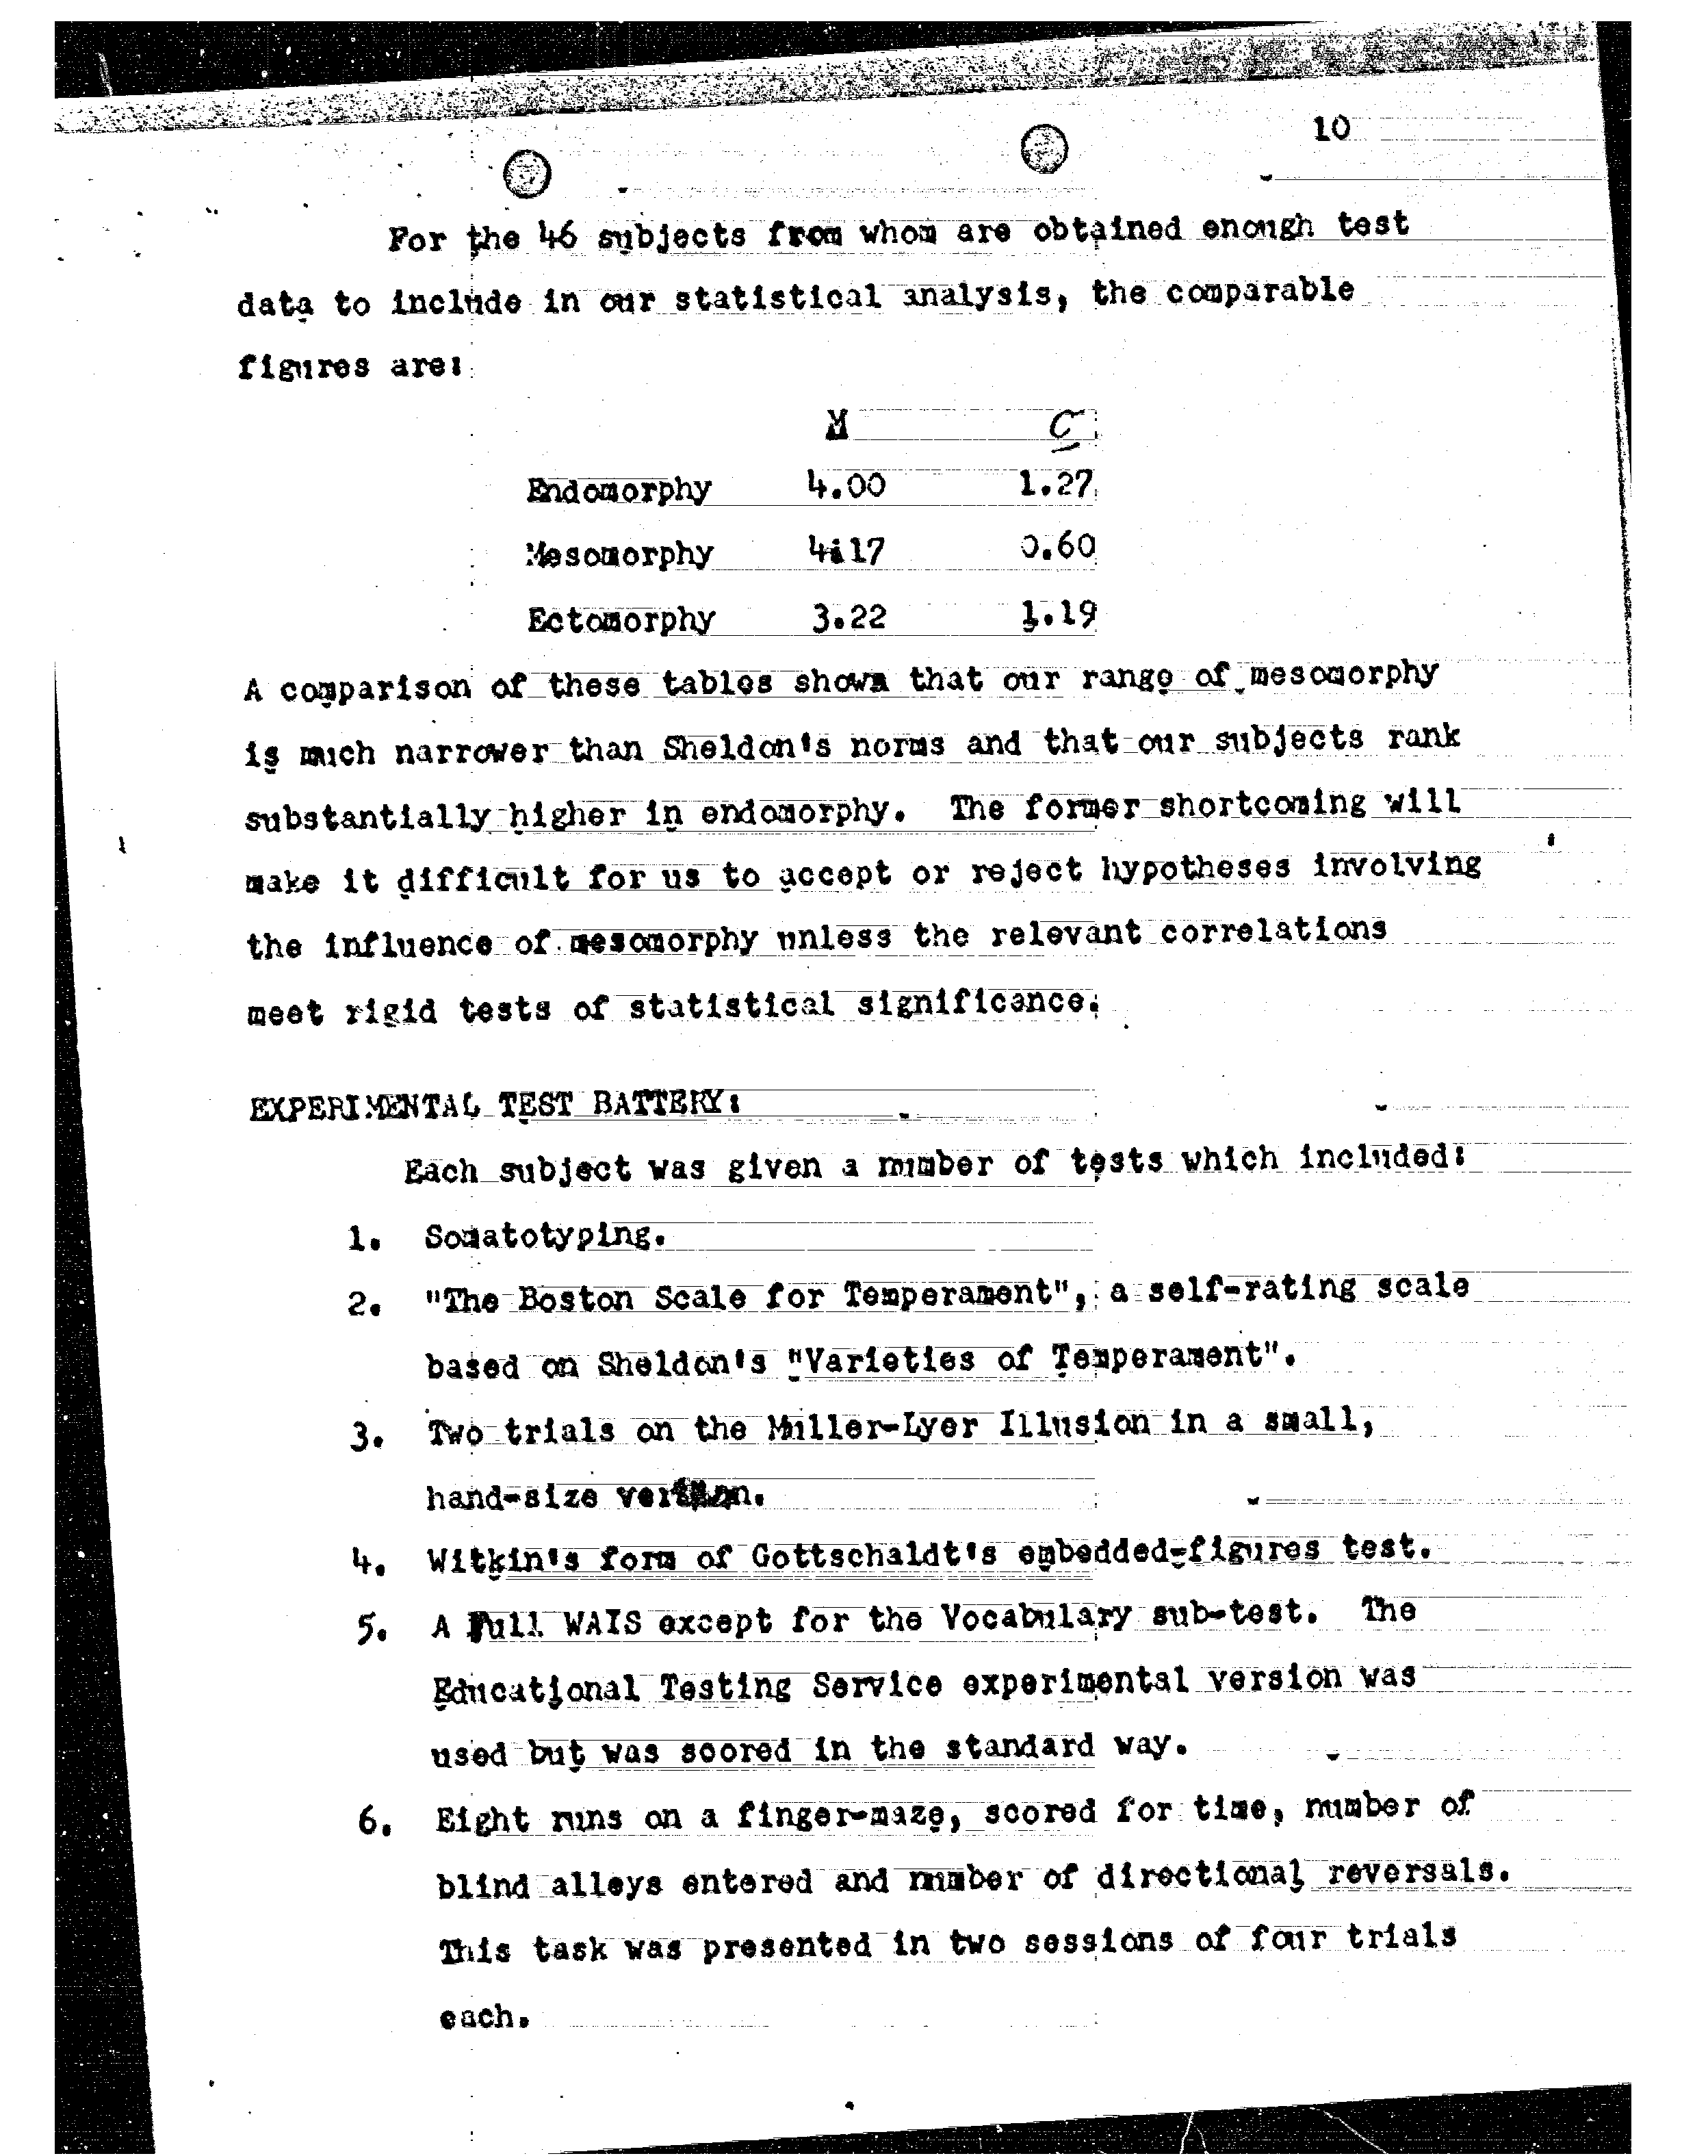 10
For the 46 subjects from whom are obtained enough test
data to include in our statistical analysis, the comparable
figures are:
M C
Endomorphy 4.00 1.27
Mesomorphy 4.17 0.60
Ectomorphy 3.22 1.19
A comparison of these tables shows that our range of mesomorphy
is much narrower than Sheldon's norms and that our subjects rank
substantially higher in endomorphy. The former shortcoming will
make it difficult for us to accept or reject hypotheses involving
the influence of mesomorphy unless the relevant correlations
meet rigid tests of statistical significance.
EXPERIMENTAL TEST BATTERY:
Each subject was given a number of tests which included:
1. Somatotyping.
2. "The Boston Scale for Temperament", a self-rating scale
based on Sheldon's "Varieties of Temperament".
3. Two trials on the Muller-Lyer Illusion in a small,
hand-size version.
4. Witkin's form of Gottschaldt's embedded-figures test.
5. A Full WAIS except for the Vocabulary sub-test. The
Educational Testing Service experimental version was
used but was scored in the standard way.
6. Eight runs on a finger-maze, scored for time, number of
blind alleys entered and number of directional reversals.
This task was presented in two sessions of four trials
each.